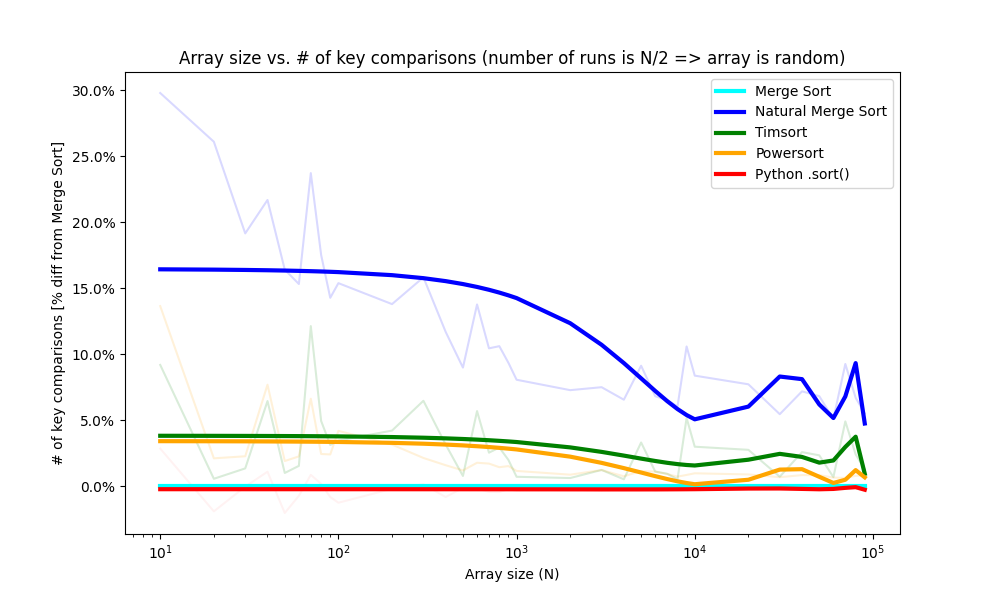 Array size vs. # of key comparisons (number of runs is N/2 => array is random)
# of key comparisons [% diff from Merge Sort]
30.0%
25.0%
20.0%
15.0%
10.0%
5.0%
0.0%
Merge Sort
Natural Merge Sort
Timsort
Powersort
Python .sort()
10¹
10²
10³
10⁴
10⁵
Array size (N)